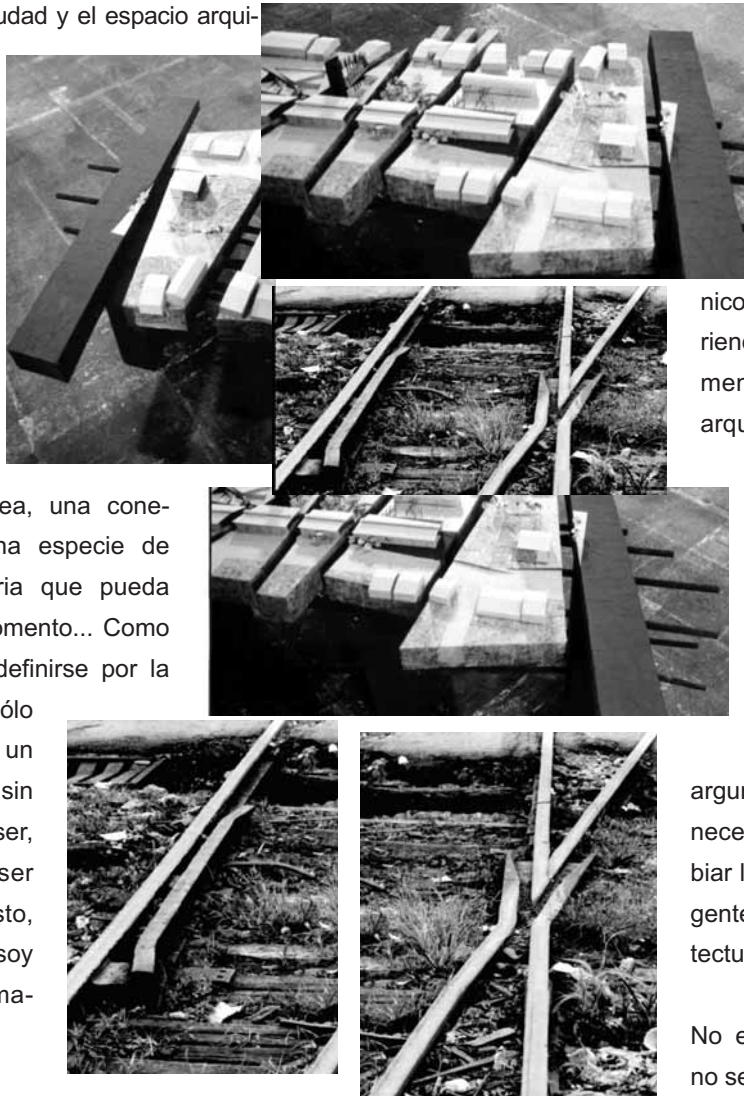 udad y el espacio arqui-
nico
rien
men
arqu
ea, una cone-
na especie de
ria que pueda
omento... Como
definirse por la
ólo
un
sin
ser,
ser
sto,
soy
ma-
argu
nece
biar l
gente
tectu
No e
no se